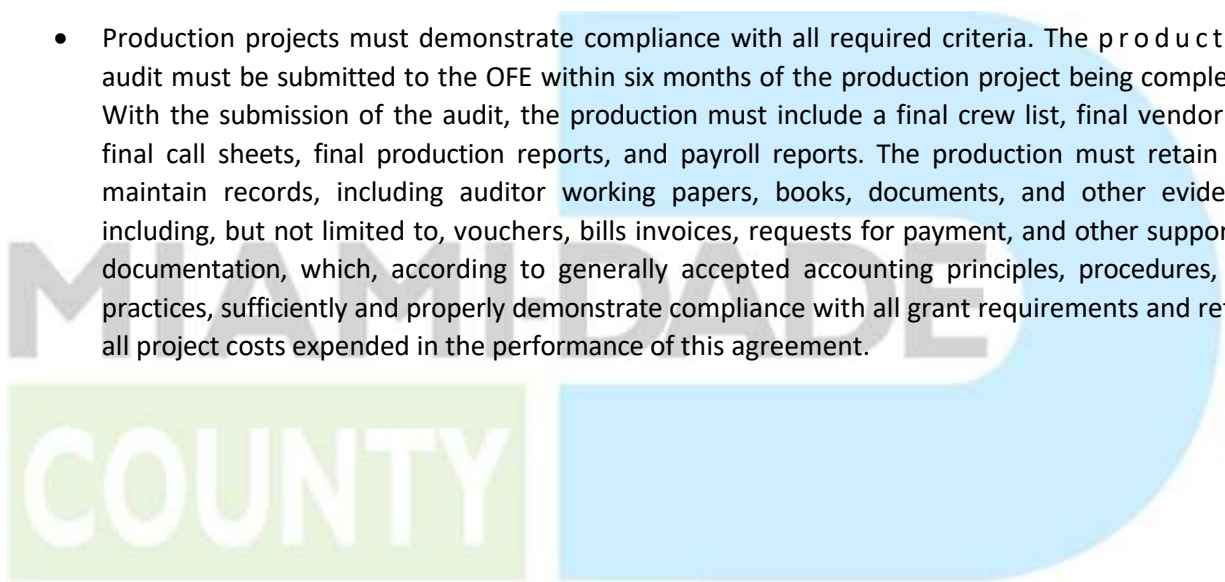 • Production projects must demonstrate compliance with all required criteria. The product
audit must be submitted to the OFE within six months of the production project being comple
With the submission of the audit, the production must include a final crew list, final vendor
final call sheets, final production reports, and payroll reports. The production must retain
maintain records, including auditor working papers, books, documents, and other evide
including, but not limited to, vouchers, bills invoices, requests for payment, and other suppor
documentation, which, according to generally accepted accounting principles, procedures,
practices, sufficiently and properly demonstrate compliance with all grant requirements and re
all project costs expended in the performance of this agreement.
MIAMI-DADE
COUNTY